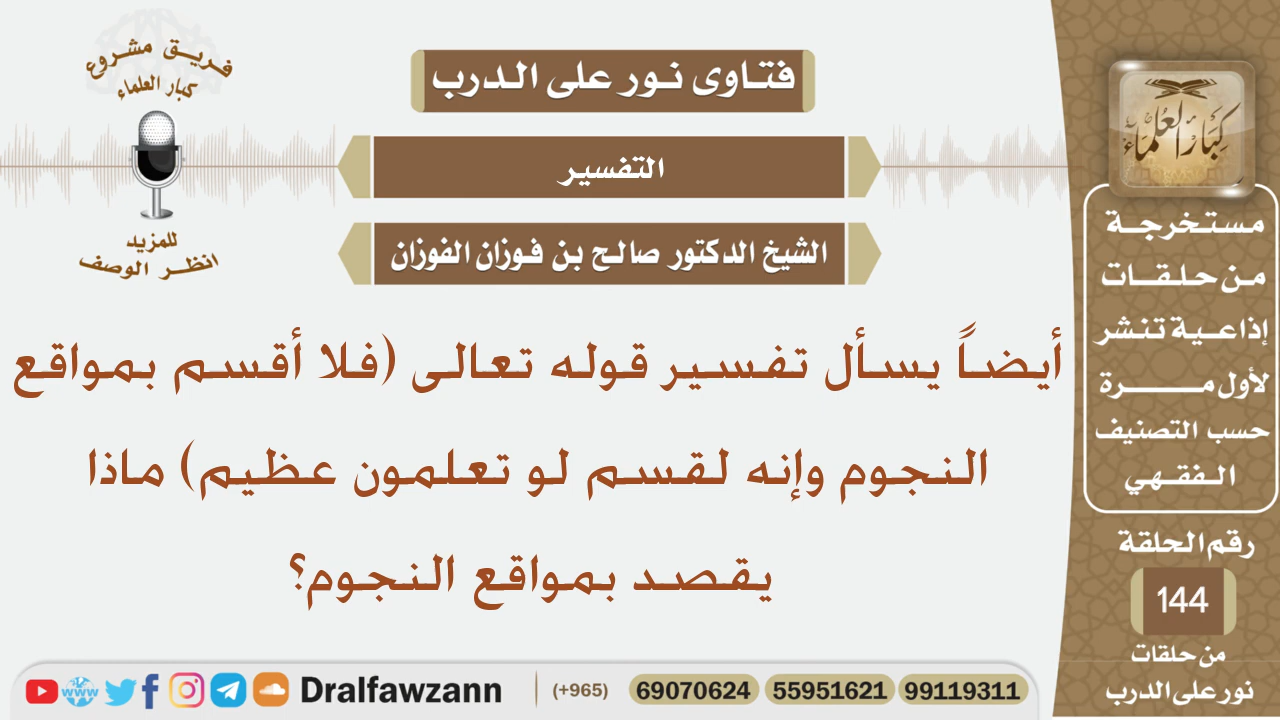 فريق مشروع
كبار العلماء
للمزيد
انظر الوصف
فتاوى نور على الدرب
التفسير
الشيخ الدكتور صالح بن فوزان الفوزان
أيضاً يسأل تفسير قوله تعالى (فلا أقسم بمواقع
النجوم وإنه لقسم لو تعلمون عظيم) ماذا
يقصد بمواقع النجوم؟
كبار العلماء
مستخرجة
من حلقات
إذاعية تنشر
لأول مرة
حسب التصنيف
الفقهي
رقم الحلقة
144
من حلقات
نور على الدرب
www Dralfawzann (+965) 69070624 55951621 99119311